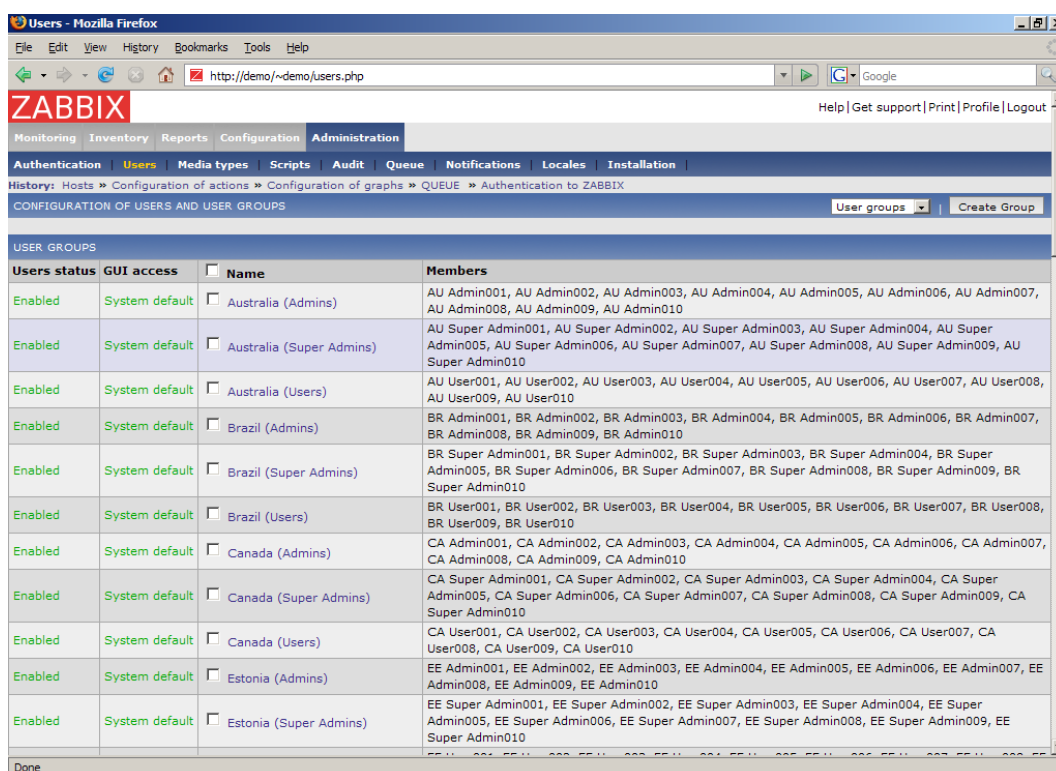 Users - Mozilla Firefox
File Edit View History Bookmarks Tools Help
http://demo/~demo/users.php
G Google
ZABBIX
Help | Get support | Print | Profile | Logout
Monitoring Inventory Reports Configuration Administration
Authentication | Users | Media types | Scripts | Audit | Queue | Notifications | Locales | Installation |
History: Hosts » Configuration of actions » Configuration of graphs » QUEUE » Authentication to ZABBIX
CONFIGURATION OF USERS AND USER GROUPS User groups | Create Group
USER GROUPS
Users status GUI access Name Members
Enabled System default Australia (Admins) AU Admin001, AU Admin002, AU Admin003, AU Admin004, AU Admin005, AU Admin006, AU Admin007,
AU Admin008, AU Admin009, AU Admin010
Enabled System default Australia (Super Admins) AU Super Admin001, AU Super Admin002, AU Super Admin003, AU Super Admin004, AU Super
Admin005, AU Super Admin006, AU Super Admin007, AU Super Admin008, AU Super Admin009, AU
Super Admin010
Enabled System default Australia (Users) AU User001, AU User002, AU User003, AU User004, AU User005, AU User006, AU User007, AU User008,
AU User009, AU User010
Enabled System default Brazil (Admins) BR Admin001, BR Admin002, BR Admin003, BR Admin004, BR Admin005, BR Admin006, BR Admin007,
BR Admin008, BR Admin009, BR Admin010
Enabled System default Brazil (Super Admins) BR Super Admin001, BR Super Admin002, BR Super Admin003, BR Super Admin004, BR Super
Admin005, BR Super Admin006, BR Super Admin007, BR Super Admin008, BR Super Admin009, BR
Super Admin010
Enabled System default Brazil (Users) BR User001, BR User002, BR User003, BR User004, BR User005, BR User006, BR User007, BR User008,
BR User009, BR User010
Enabled System default Canada (Admins) CA Admin001, CA Admin002, CA Admin003, CA Admin004, CA Admin005, CA Admin006, CA Admin007,
CA Admin008, CA Admin009, CA Admin010
Enabled System default Canada (Super Admins) CA Super Admin001, CA Super Admin002, CA Super Admin003, CA Super Admin004, CA Super
Admin005, CA Super Admin006, CA Super Admin007, CA Super Admin008, CA Super Admin009, CA
Super Admin010
Enabled System default Canada (Users) CA User001, CA User002, CA User003, CA User004, CA User005, CA User006, CA User007, CA
User008, CA User009, CA User010
Enabled System default Estonia (Admins) EE Admin001, EE Admin002, EE Admin003, EE Admin004, EE Admin005, EE Admin006, EE Admin007, EE
Admin008, EE Admin009, EE Admin010
Enabled System default Estonia (Super Admins) EE Super Admin001, EE Super Admin002, EE Super Admin003, EE Super Admin004, EE Super
Admin005, EE Super Admin006, EE Super Admin007, EE Super Admin008, EE Super Admin009, EE
Super Admin010
Done